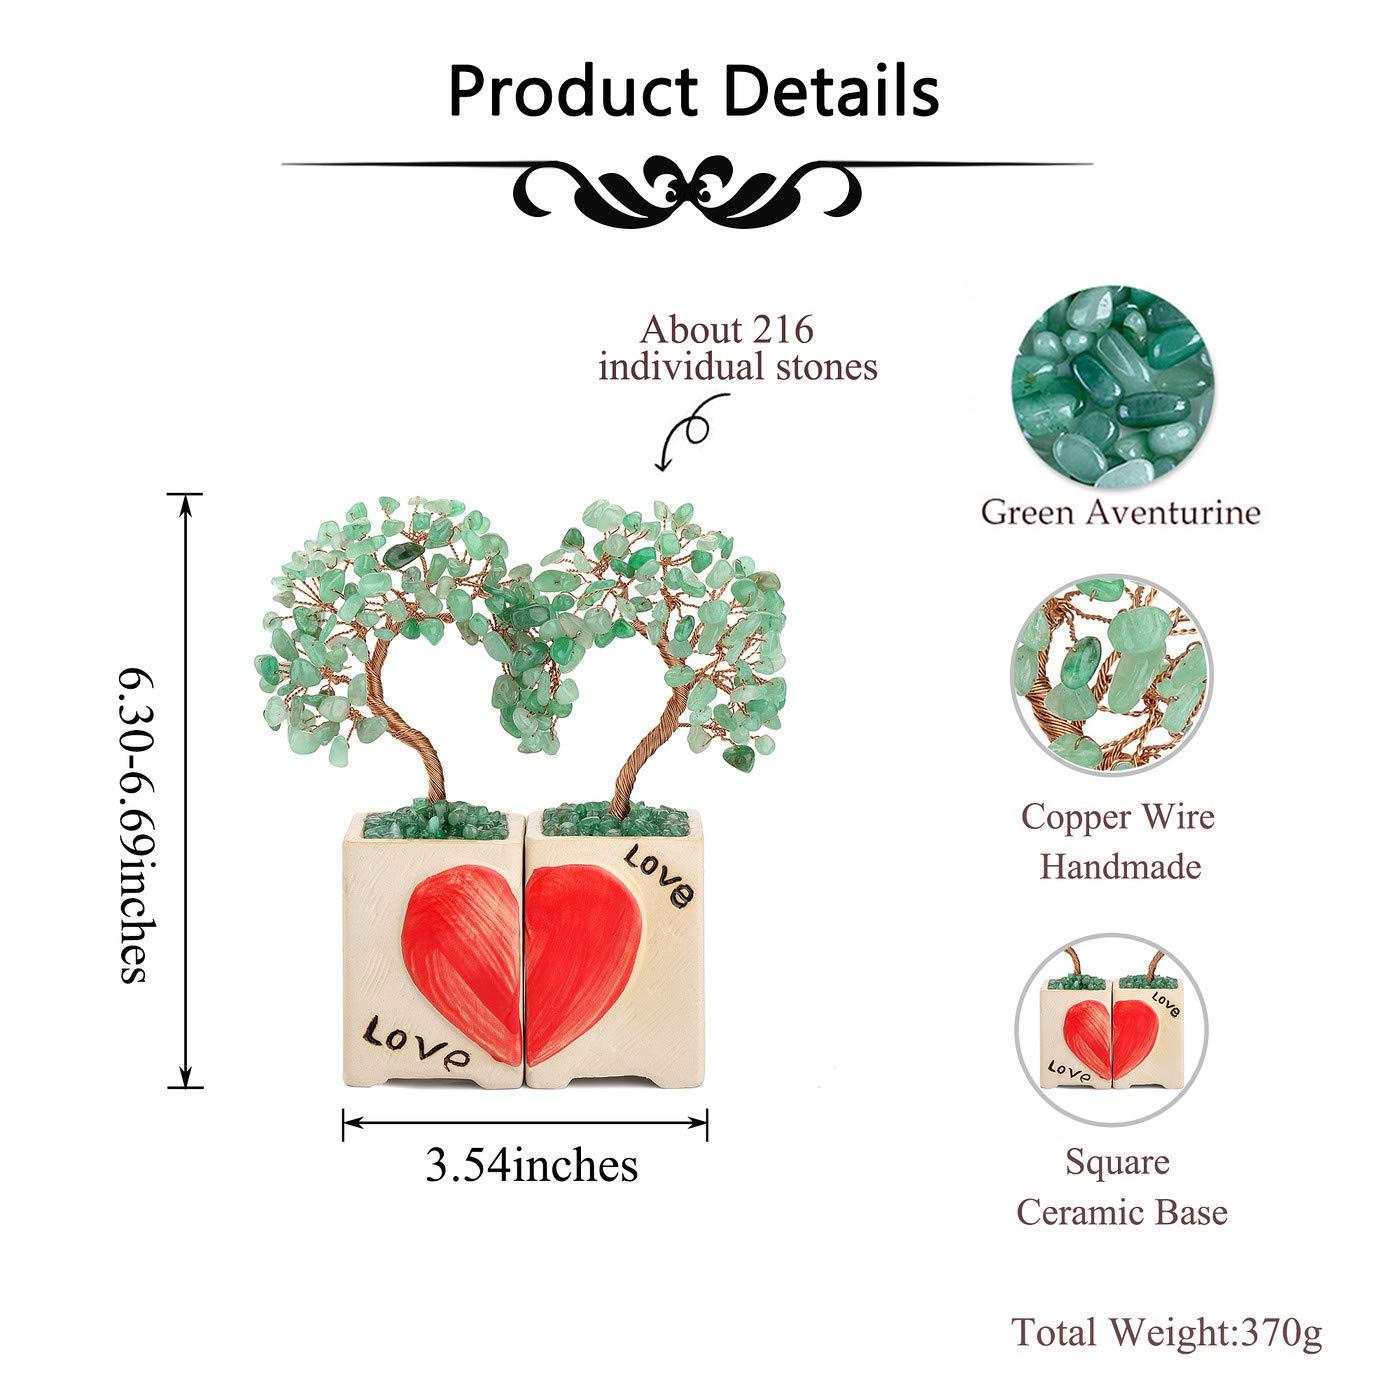 Product Details
About 216
individual stones
Green Aventurine
6.30-6.69inches
Copper Wire
Handmade
Love
Love
3.54inches
Love
Love
Square
Ceramic Base
Total Weight:370g